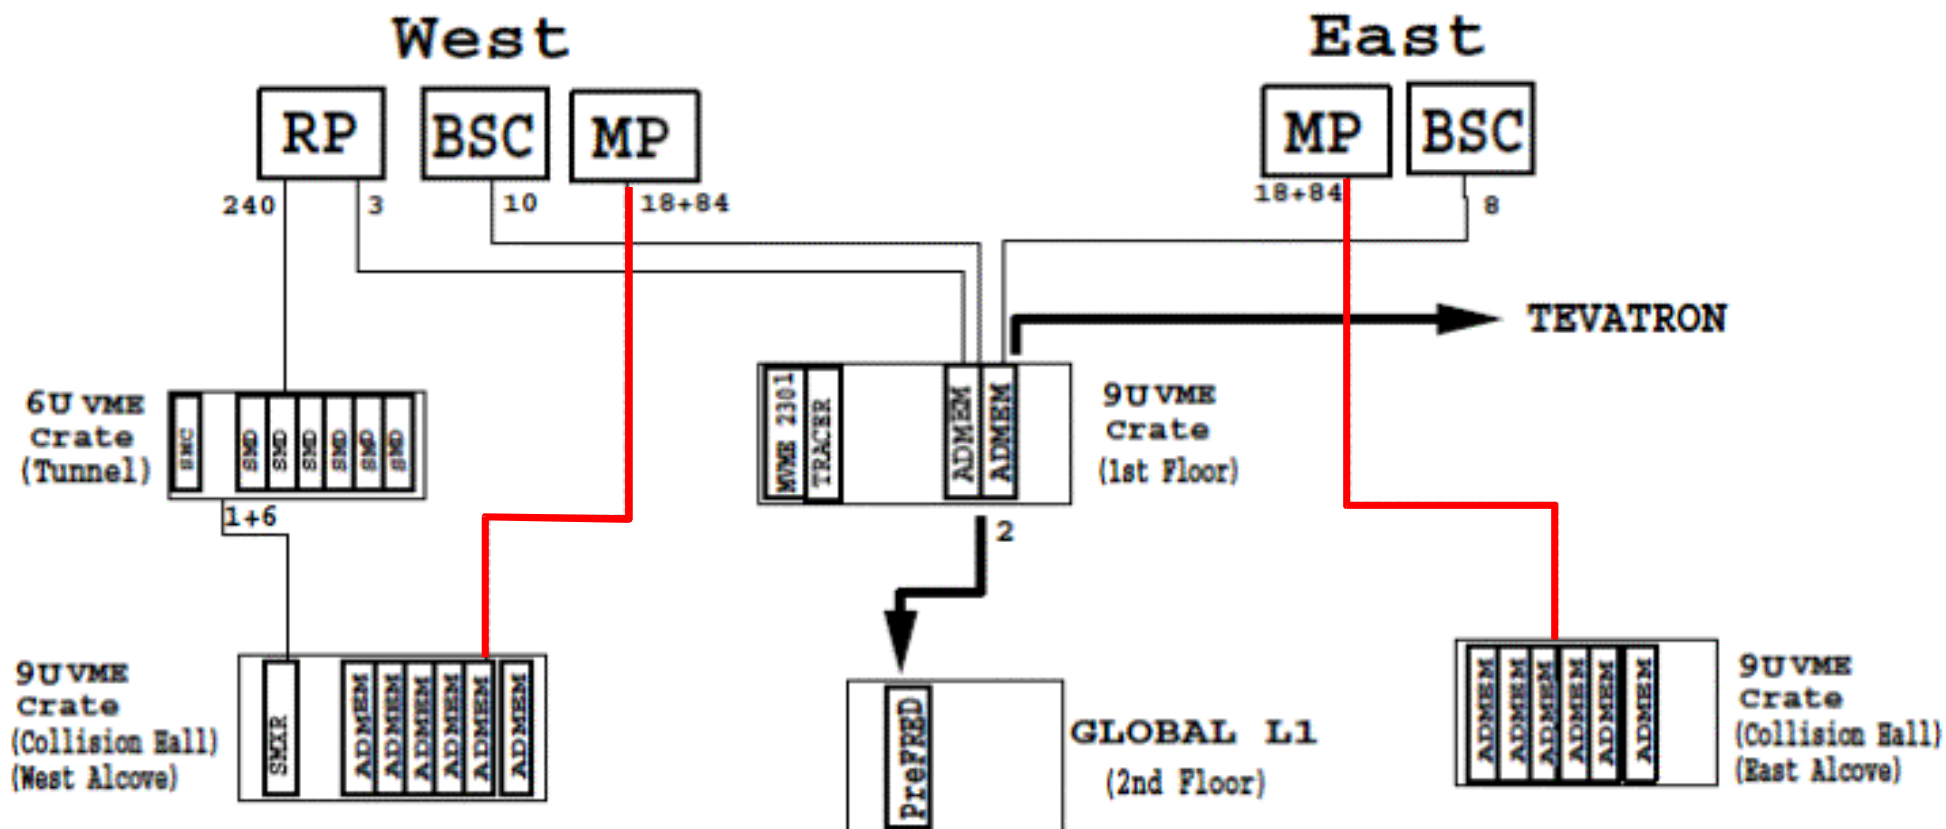 West
East
RP
BSC
MP
MP
BSC
240
3
10
18+84
18+84
8
TEVATRON
6U VME
Crate
(Tunnel)
SMC
SMD
SMD
SMD
SMD
SMD
SMD
1+6
MVME 2301
TRACER
ADMEM
ADMEM
9U VME
Crate
(1st Floor)
2
9U VME
Crate
(Collision Hall)
(West Alcove)
SMXR
ADMEM
ADMEM
ADMEM
ADMEM
ADMEM
ADMEM
PreFRED
GLOBAL L1
(2nd Floor)
ADMEM
ADMEM
ADMEM
ADMEM
ADMEM
ADMEM
9U VME
Crate
(Collision Hall)
(East Alcove)